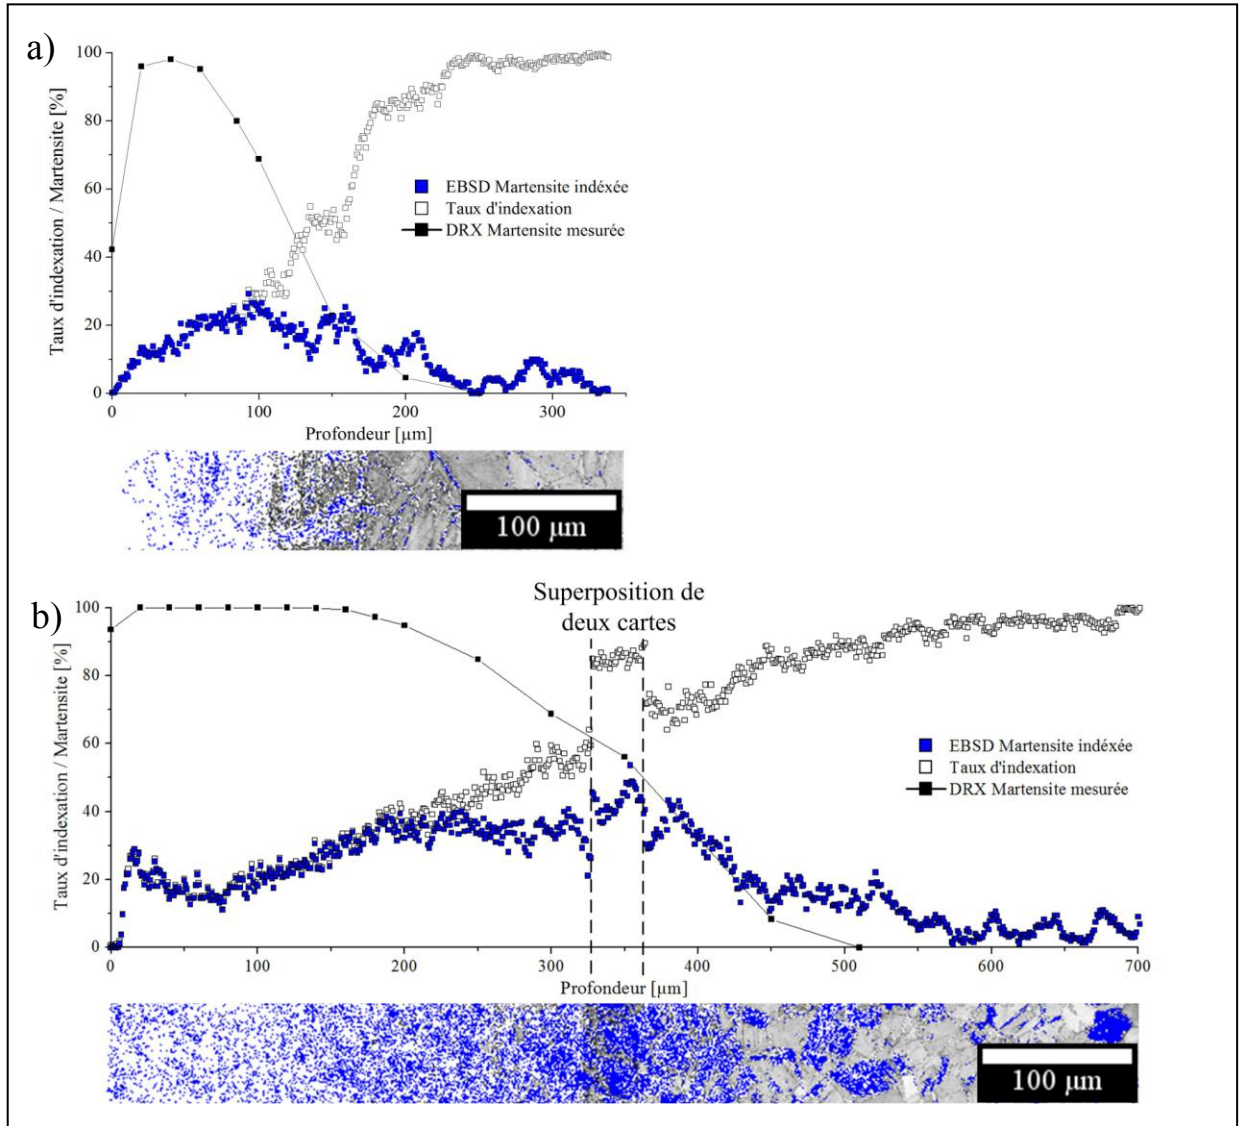 a)
100
80
60
40
20
0
Taux d'indexation / Martensite [%]
EBSD Martensite indéxée
Taux d'indexation
DRX Martensite mesurée
0
100
200
300
Profondeur [µm]
100 µm
b)
Superposition de
deux cartes
100
80
60
40
20
0
Taux d'indexation / Martensite [%]
EBSD Martensite indéxée
Taux d'indexation
DRX Martensite mesurée
0
100
200
300
400
500
600
700
Profondeur [µm]
100 µm